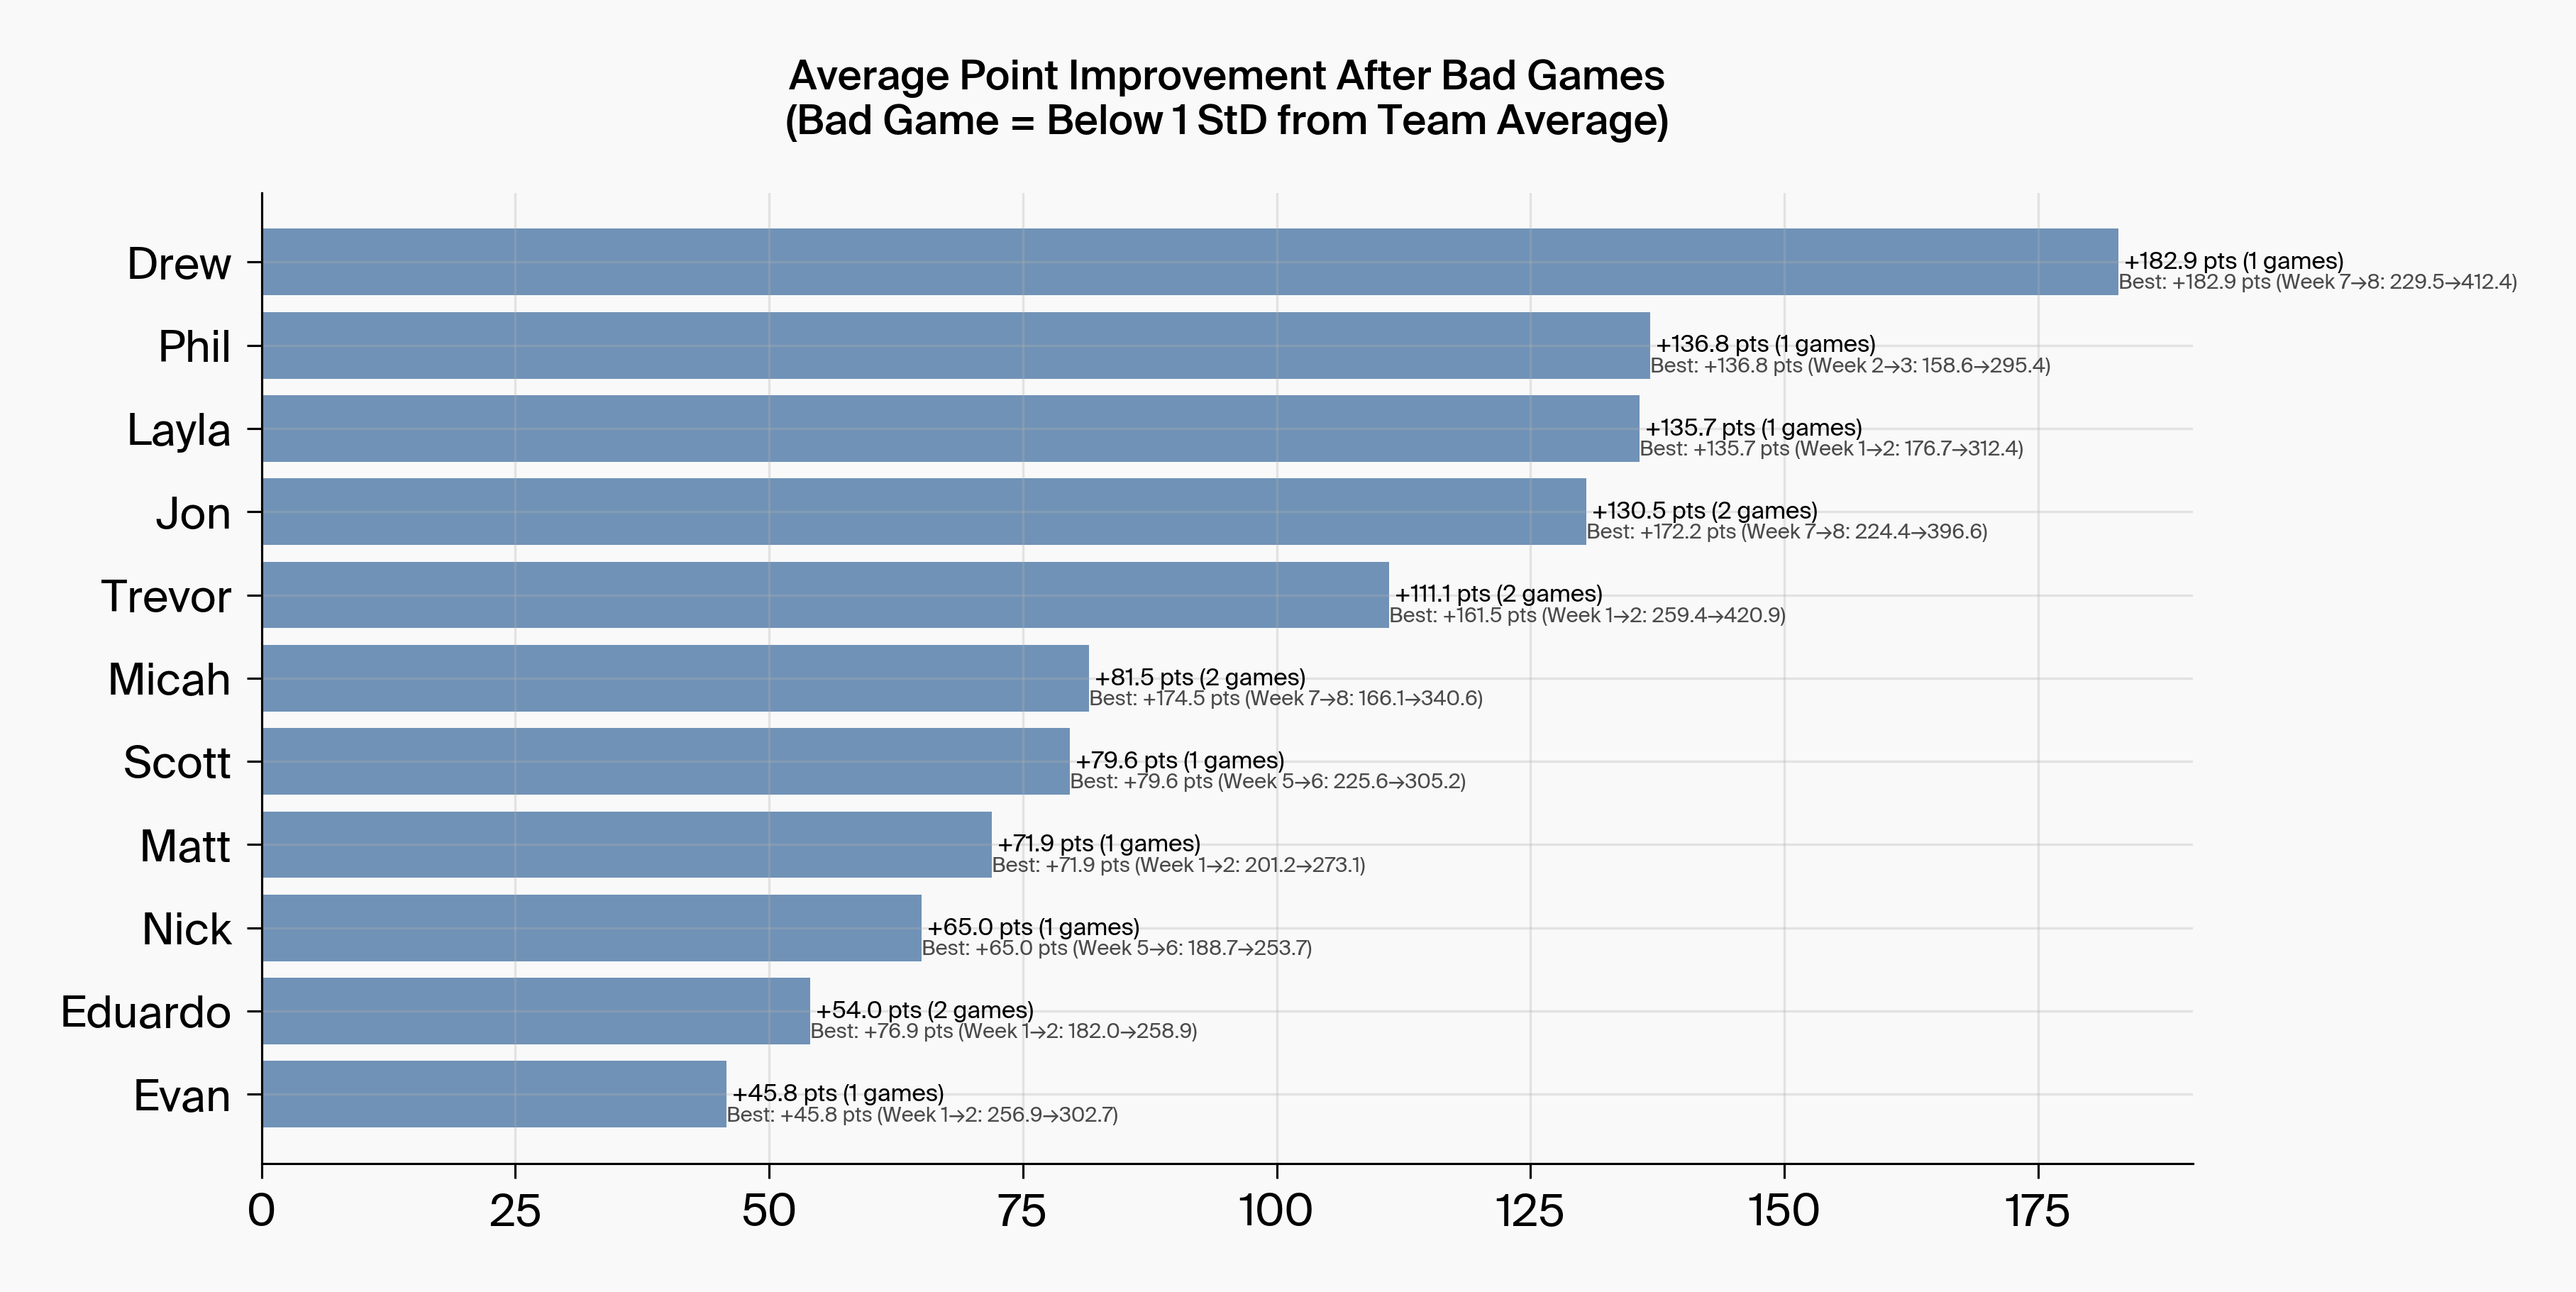 Average Point Improvement After Bad Games
(Bad Game = Below 1 StD from Team Average)
Drew
+182.9 pts (1 games)
Best: +182.9 pts (Week 7→8: 229.5→412.4)
Phil
+136.8 pts (1 games)
Best: +136.8 pts (Week 2→3: 158.6→295.4)
Layla
+135.7 pts (1 games)
Best: +135.7 pts (Week 1→2: 176.7→312.4)
Jon
+130.5 pts (2 games)
Best: +172.2 pts (Week 7→8: 224.4→396.6)
Trevor
+111.1 pts (2 games)
Best: +161.5 pts (Week 1→2: 259.4→420.9)
Micah
+81.5 pts (2 games)
Best: +174.5 pts (Week 7→8: 166.1→340.6)
Scott
+79.6 pts (1 games)
Best: +79.6 pts (Week 5→6: 225.6→305.2)
Matt
+71.9 pts (1 games)
Best: +71.9 pts (Week 1→2: 201.2→273.1)
Nick
+65.0 pts (1 games)
Best: +65.0 pts (Week 5→6: 188.7→253.7)
Eduardo
+54.0 pts (2 games)
Best: +76.9 pts (Week 1→2: 182.0→258.9)
Evan
+45.8 pts (1 games)
Best: +45.8 pts (Week 1→2: 256.9→302.7)
0 25 50 75 100 125 150 175